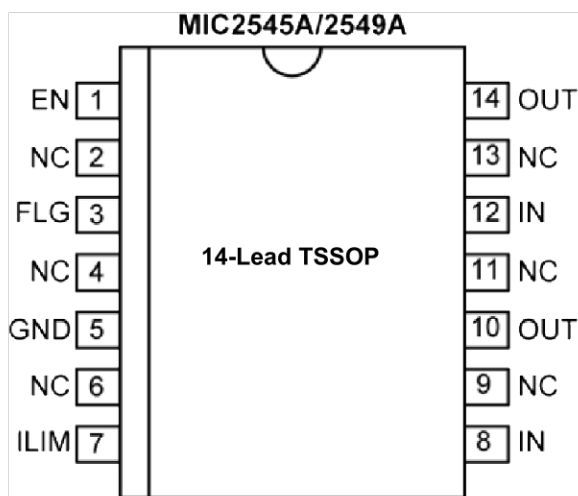 MIC2545A/2549A
EN 1 14 OUT
NC 2 13 NC
FLG 3 12 IN
14-Lead TSSOP
NC 4 11 NC
GND 5 10 OUT
NC 6 9 NC
ILIM 7 8 IN